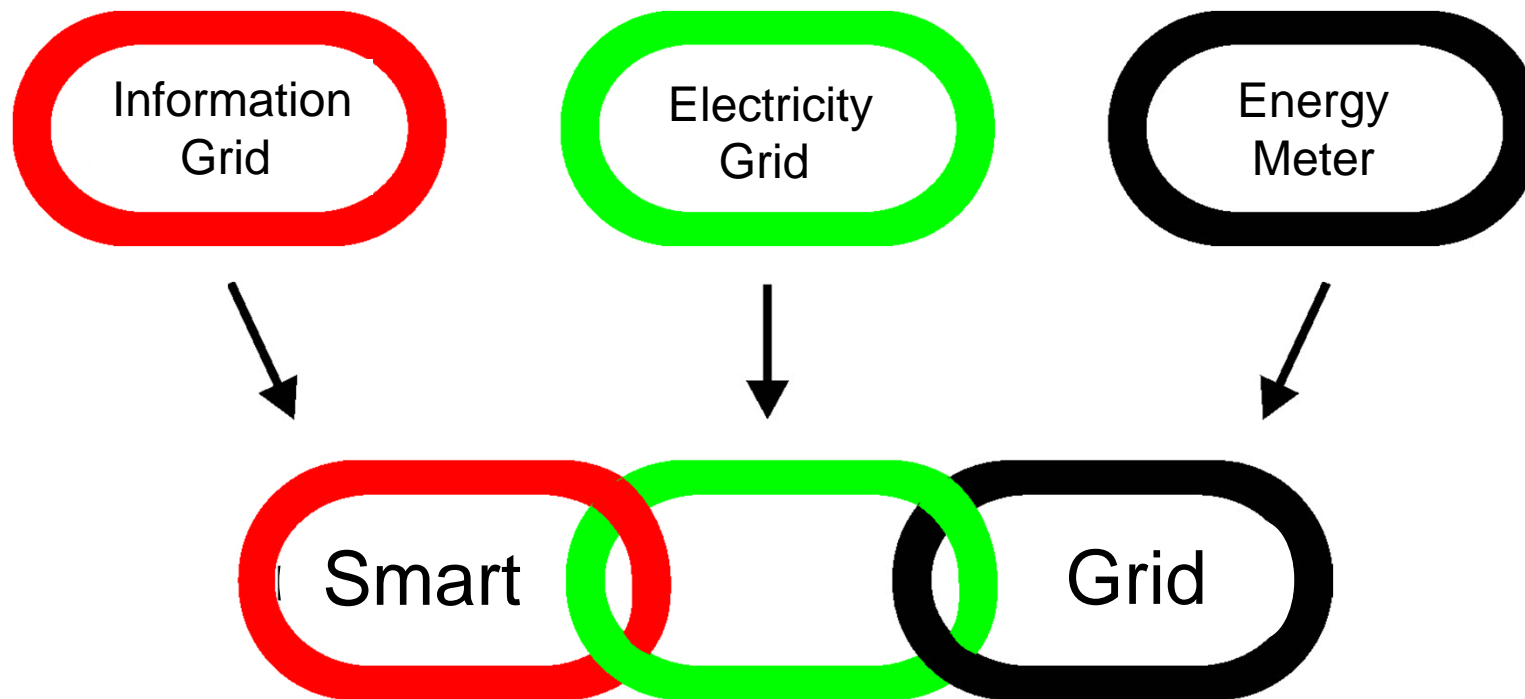 Information
Grid
Electricity
Grid
Energy
Meter
Smart
Grid